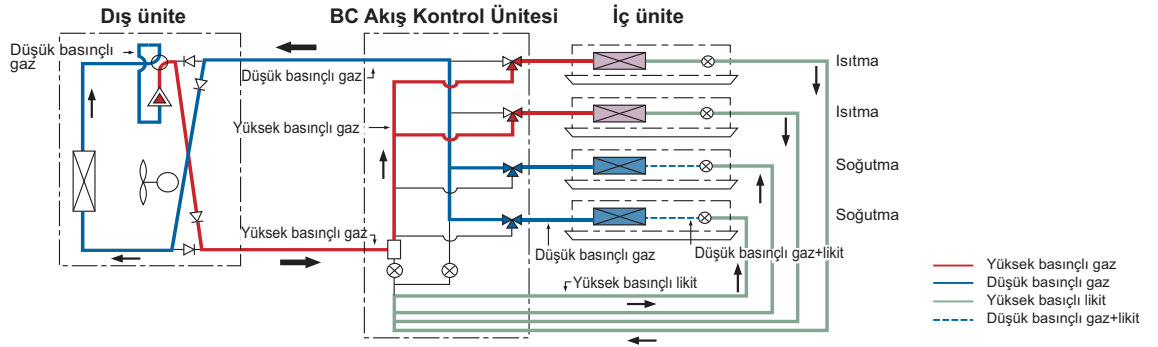 Dış ünite
BC Akış Kontrol Ünitesi
İç ünite
Düşük basınçlı
gaz
Düşük basınçlı gaz
Yüksek basınçlı gaz
Yüksek basınçlı gaz
Isıtma
Isıtma
Soğutma
Soğutma
Düşük basınçlı gaz
Düşük basınçlı gaz+likit
Yüksek basınçlı likit
Yüksek basınçlı gaz
Düşük basınçlı gaz
Yüksek basınçlı likit
Düşük basınçlı gaz+likit